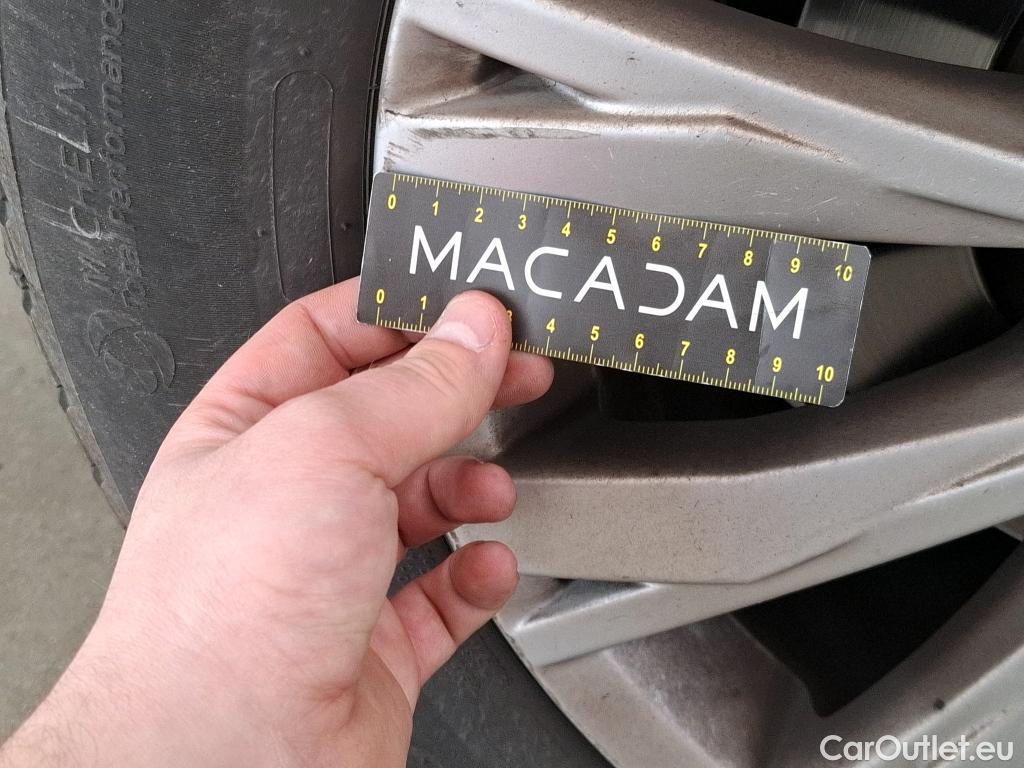 MICHELIN
Total Performance
0 1 2 3 4 5 6 7 8 9 10
MACADAM
0 1 3 4 5 6 7 8 9 10
CarOutlet.eu